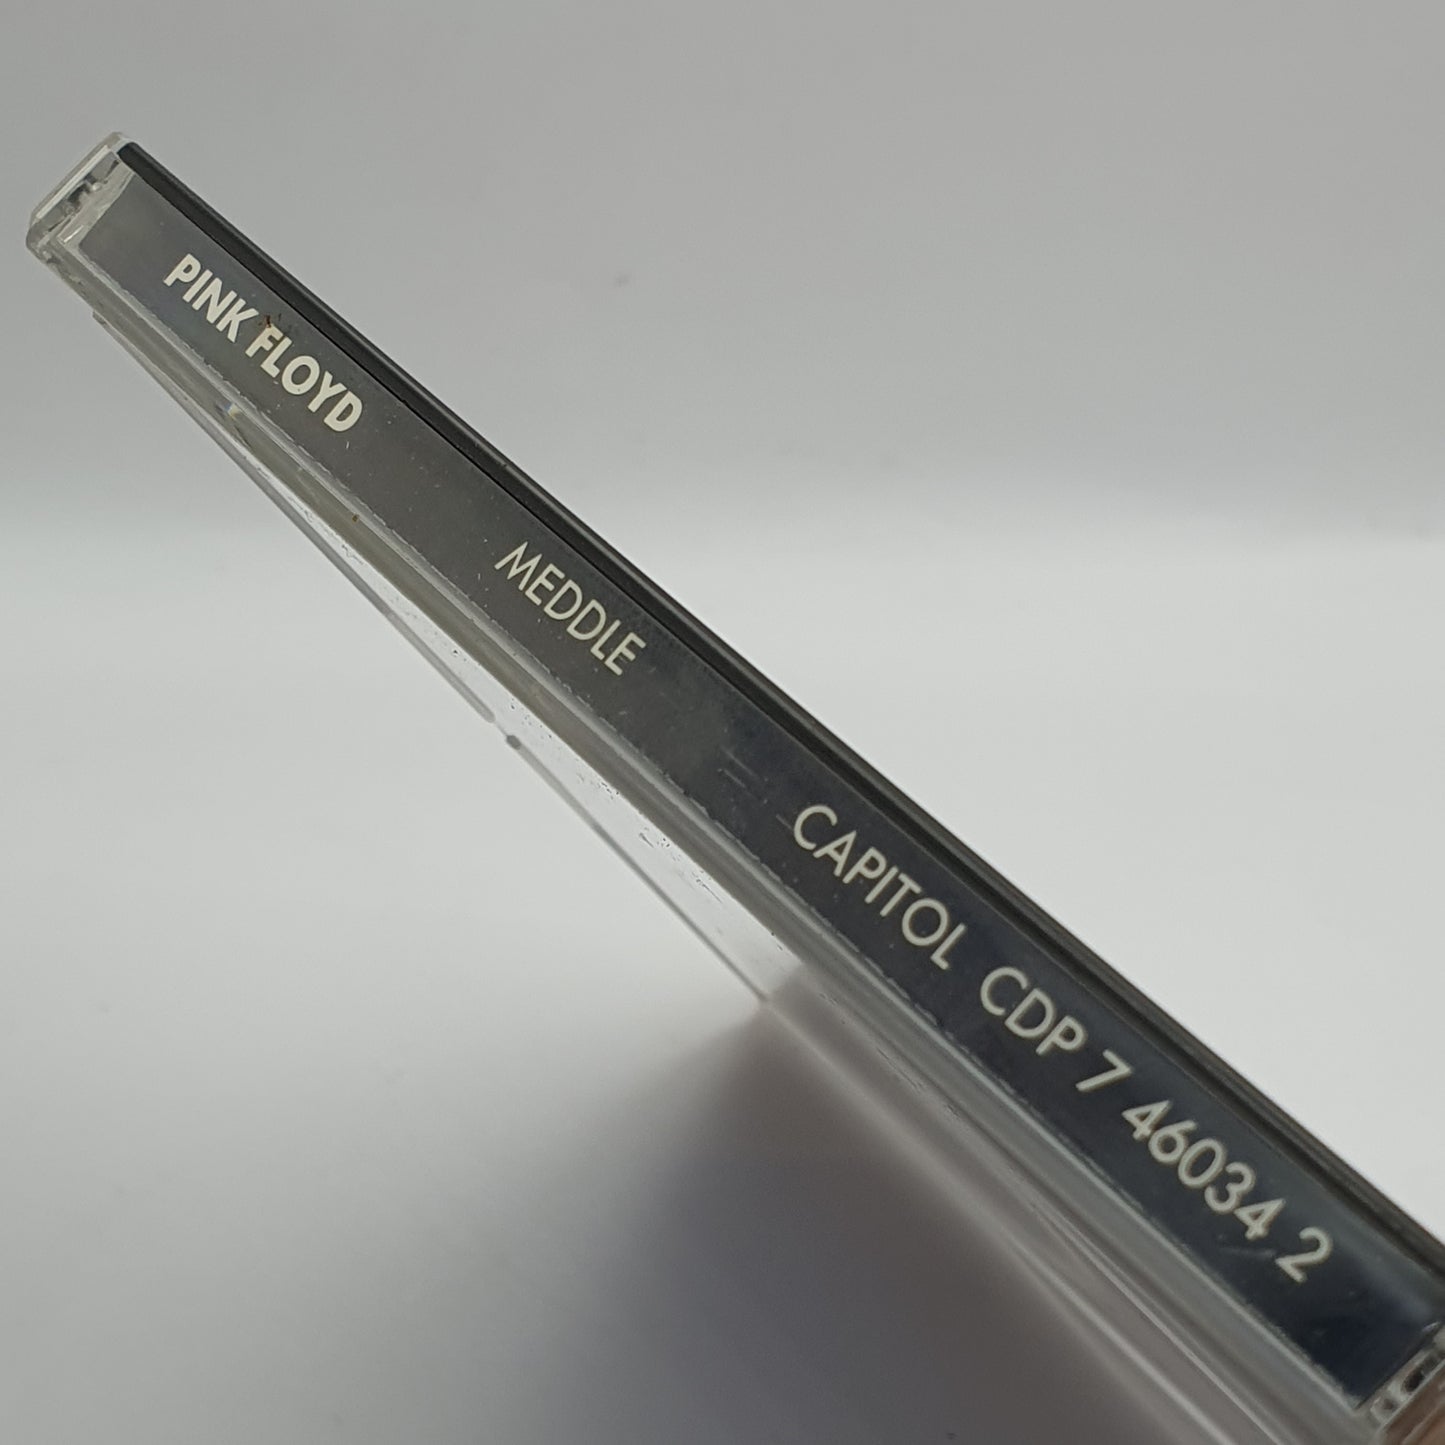 PINK FLOYD MEDDLE CAPITOL CDP 7 46034 2